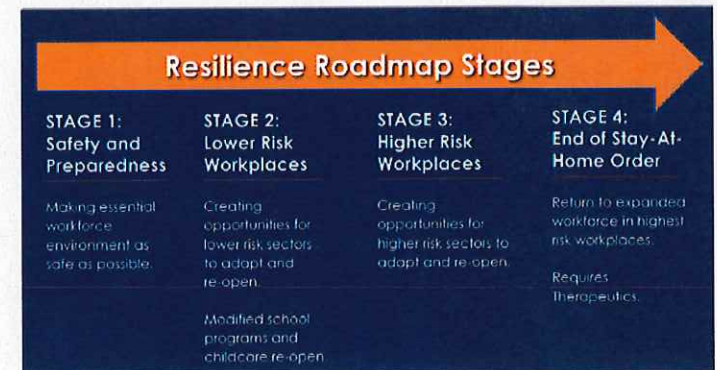 Resilience Roadmap Stages
STAGE 1:
Safety and
Preparedness
Making essential
workforce
environment as
safe as possible.
STAGE 2:
Lower Risk
Workplaces
Creating
opportunities for
lower risk sectors
to adapt and
re-open.
Modified school
programs and
childcare re-open
STAGE 3:
Higher Risk
Workplaces
Creating
opportunities for
higher risk sectors to
adapt and re-open.
STAGE 4:
End of Stay-At-
Home Order
Return to expanded
workforce in highest
risk workplaces.
Requires
Therapeutics.